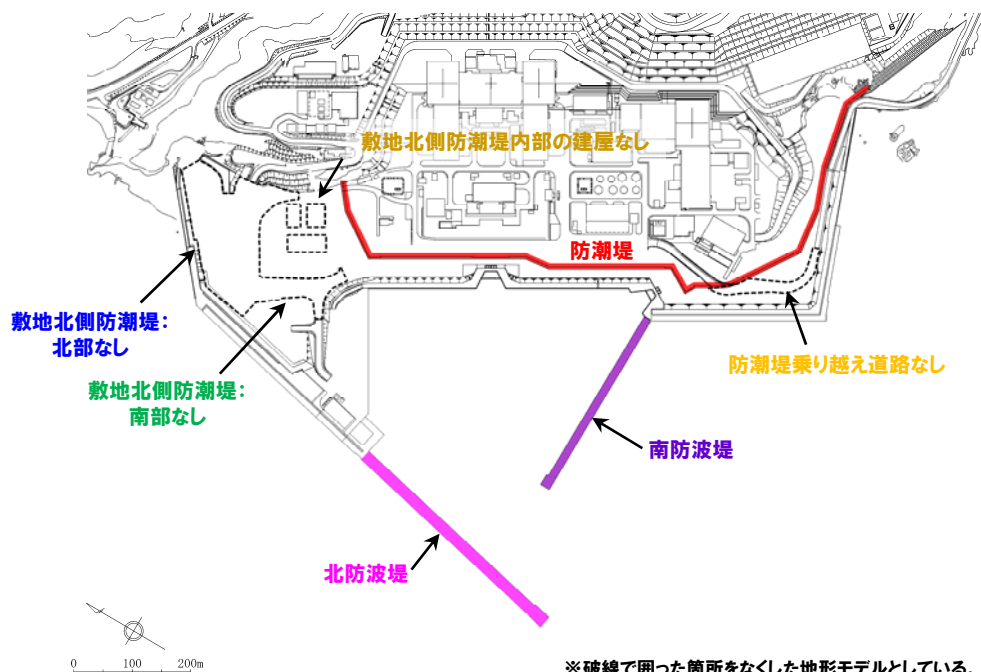 敷地北側防潮堤内部の建屋なし
防潮堤
敷地北側防潮堤：
北部なし
敷地北側防潮堤：
南部なし
防潮堤乗り越え道路なし
南防波堤
北防波堤
0 100 200m
※破線で囲った箇所をなくした地形モデルとしている。